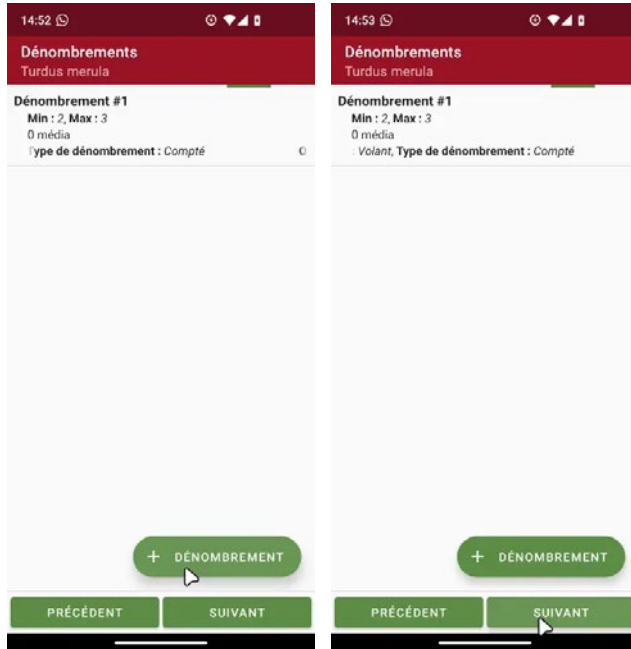 14:52
Dénombrements
Turdus merula
Dénombrement #1
Min : 2, Max : 3
0 média
Type de dénombrement : Compté
+ DÉNOMBREMENT
PRÉCÉDENT
SUIVANT
14:53
Dénombrements
Turdus merula
Dénombrement #1
Min : 2, Max : 3
0 média
: Volant, Type de dénombrement : Compté
+ DÉNOMBREMENT
PRÉCÉDENT
SUIVANT